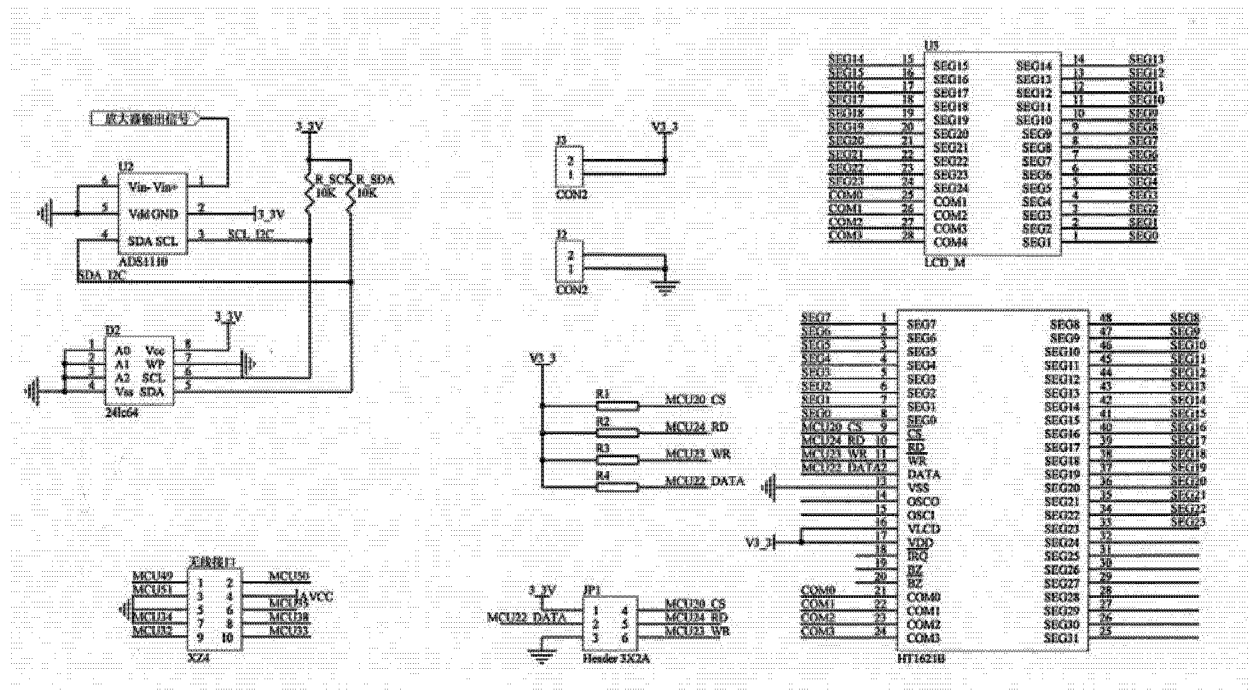 放大器输出信号
U2
6 Vin- Vin+ 1
5 Vdd GND 2 3_3V
4 SDA SCL 3 SCL_I2C
ADS1110
SDA_I2C
3_3V
R_SCL R_SDA
10K 10K
D2
3_3V
1 A0 Vcc 8
2 A1 WP 7
3 A2 SCL 6
4 Vss SDA 5
24lc64
无线接口
MCU49 1 2 MCU50
MCU51 3 4 AVCC
5 6 MCU35
MCU34 7 8 MCU38
MCU32 9 10 MCU33
XZ4
J3
V3_3
2
1
CON2
J2
2
1
CON2
V3_3
R1 MCU20_CS
R2 MCU24_RD
R3 MCU23_WR
R4 MCU22_DATA
3_3V
JP1
1 4 MCU20_CS
MCU22_DATA 2 5 MCU24_RD
3 6 MCU23_WR
Header 3X2A
U3
SEG14 15 SEG15 SEG14 14 SEG13
SEG15 16 SEG16 SEG13 13 SEG12
SEG16 17 SEG17 SEG12 12 SEG11
SEG17 18 SEG18 SEG11 11 SEG10
SEG18 19 SEG19 SEG10 10 SEG9
SEG19 20 SEG20 SEG9 9 SEG8
SEG20 21 SEG21 SEG8 8 SEG7
SEG21 22 SEG22 SEG7 7 SEG6
SEG22 23 SEG23 SEG6 6 SEG5
SEG23 24 SEG24 SEG5 5 SEG4
COM0 25 COM1 SEG4 4 SEG3
COM1 26 COM2 SEG3 3 SEG2
COM2 27 COM3 SEG2 2 SEG1
COM3 28 COM4 SEG1 1 SEG0
LCD_M
SEG7 1 SEG7 SEG8 48 SEG8
SEG6 2 SEG6 SEG9 47 SEG9
SEG5 3 SEG5 SEG10 46 SEG10
SEG4 4 SEG4 SEG11 45 SEG11
SEG3 5 SEG3 SEG12 44 SEG12
SEU2 6 SEG2 SEG13 43 SEG13
SEG1 7 SEG1 SEG14 42 SEG14
SEG0 8 SEG0 SEG15 41 SEG15
MCU20_CS 9 CS SEG16 40 SEG16
MCU24_RD 10 RD SEG17 39 SEG17
MCU23_WR 11 WR SEG18 38 SEG18
MCU22_DATA2 DATA SEG19 37 SEG19
13 VSS SEG20 36 SEG20
14 OSCO SEG21 35 SEG21
15 OSCI SEG22 34 SEG22
16 VLCD SEG23 33 SEG23
V3_3 17 VDD SEG24 32
18 IRQ SEG25 31
19 BZ SEG26 30
20 BZ SEG27 29
COM0 21 COM0 SEG28 28
COM1 22 COM1 SEG29 27
COM2 23 COM2 SEG30 26
COM3 24 COM3 SEG31 25
HT1621B